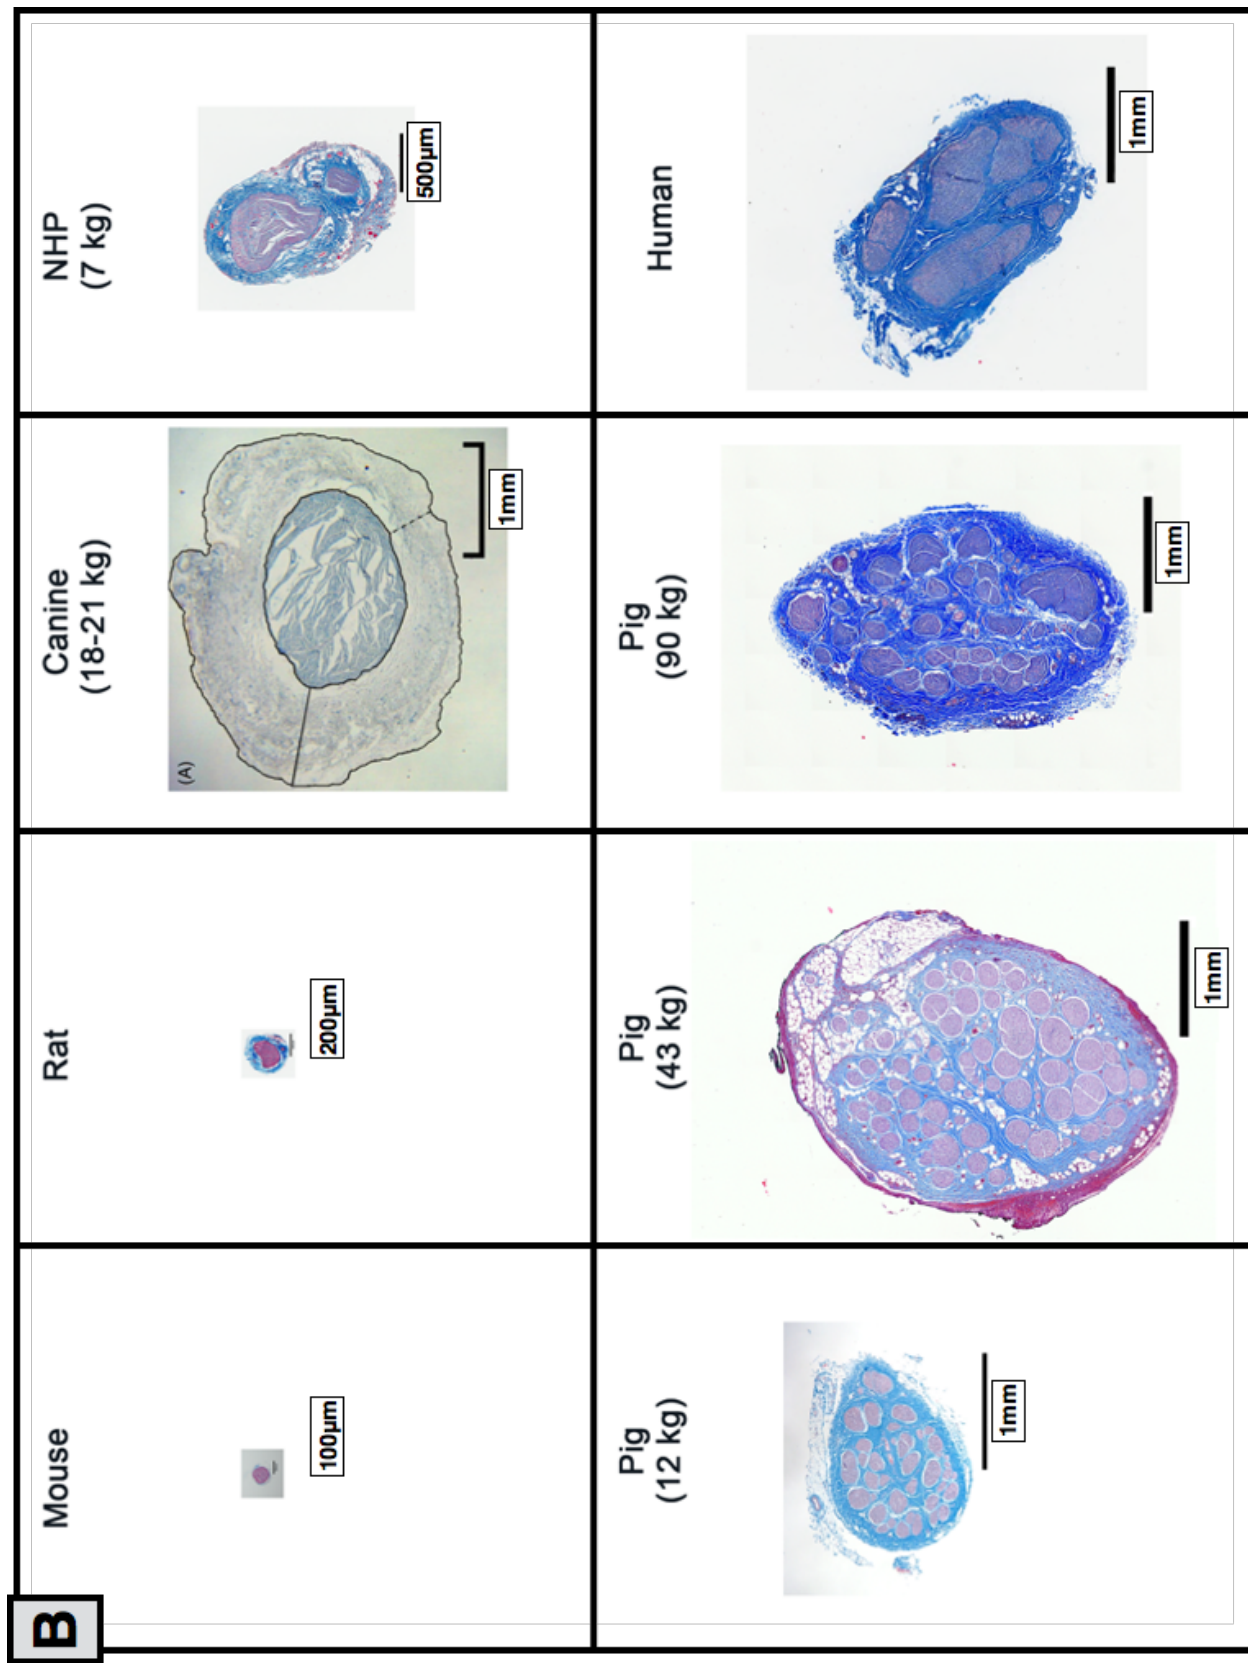 B
Mouse
100µm
Rat
200µm
Canine
(18-21 kg)
(A)
1mm
NHP
(7 kg)
500µm
Pig
(12 kg)
1mm
Pig
(43 kg)
1mm
Pig
(90 kg)
1mm
Human
1mm